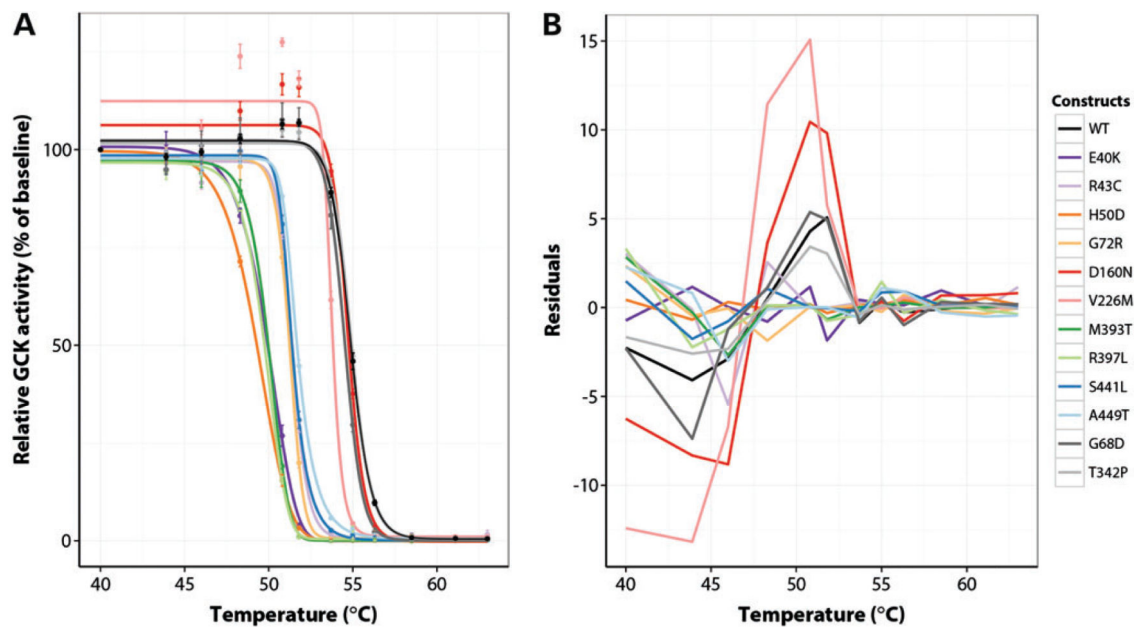 A
Relative GCK activity (% of baseline)
100
50
0
40 45 50 55 60
Temperature (°C)
B
Residuals
15
10
5
0
-5
-10
40 45 50 55 60
Temperature (°C)
Constructs
WT
E40K
R43C
H50D
G72R
D160N
V226M
M393T
R397L
S441L
A449T
G68D
T342P